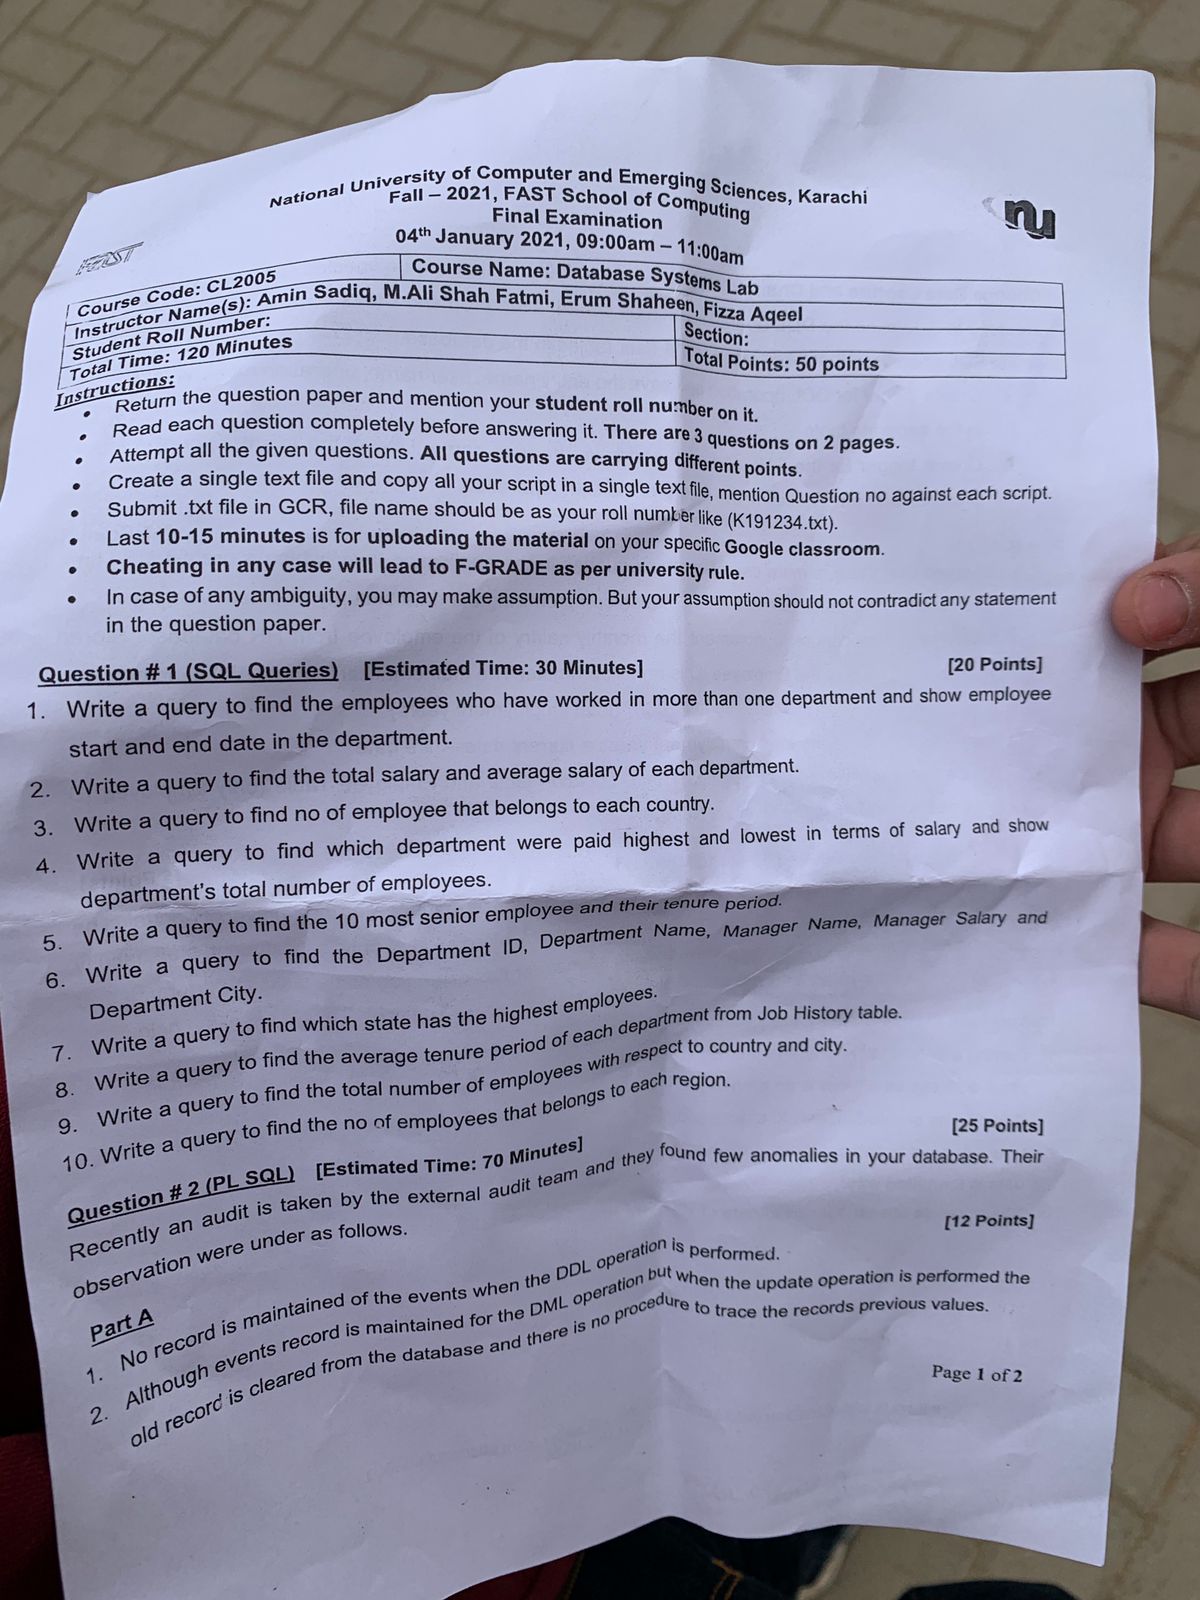 National University of Computer and Emerging Sciences, Karachi
Fall – 2021, FAST School of Computing
Final Examination
04th January 2021, 09:00am – 11:00am
nu
FAST
Course Code: CL2005 Course Name: Database Systems Lab
Instructor Name(s): Amin Sadiq, M.Ali Shah Fatmi, Erum Shaheen, Fizza Aqeel
Student Roll Number: Section:
Total Time: 120 Minutes Total Points: 50 points
Instructions:
• Return the question paper and mention your student roll number on it.
• Read each question completely before answering it. There are 3 questions on 2 pages.
• Attempt all the given questions. All questions are carrying different points.
• Create a single text file and copy all your script in a single text file, mention Question no against each script.
• Submit .txt file in GCR, file name should be as your roll number like (K191234.txt).
• Last 10-15 minutes is for uploading the material on your specific Google classroom.
• Cheating in any case will lead to F-GRADE as per university rule.
• In case of any ambiguity, you may make assumption. But your assumption should not contradict any statement
in the question paper.
Question # 1 (SQL Queries) [Estimated Time: 30 Minutes] [20 Points]
1. Write a query to find the employees who have worked in more than one department and show employee
start and end date in the department.
2. Write a query to find the total salary and average salary of each department.
3. Write a query to find no of employee that belongs to each country.
4. Write a query to find which department were paid highest and lowest in terms of salary and show
department's total number of employees.
5. Write a query to find the 10 most senior employee and their tenure period.
6. Write a query to find the Department ID, Department Name, Manager Name, Manager Salary and
Department City.
7. Write a query to find which state has the highest employees.
8. Write a query to find the average tenure period of each department from Job History table.
9. Write a query to find the total number of employees with respect to country and city.
10. Write a query to find the no of employees that belongs to each region.
Question # 2 (PL SQL) [Estimated Time: 70 Minutes] [25 Points]
Recently an audit is taken by the external audit team and they found few anomalies in your database. Their
observation were under as follows.
Part A [12 Points]
1. No record is maintained of the events when the DDL operation is performed.
2. Although events record is maintained for the DML operation but when the update operation is performed the
old record is cleared from the database and there is no procedure to trace the records previous values.
Page 1 of 2